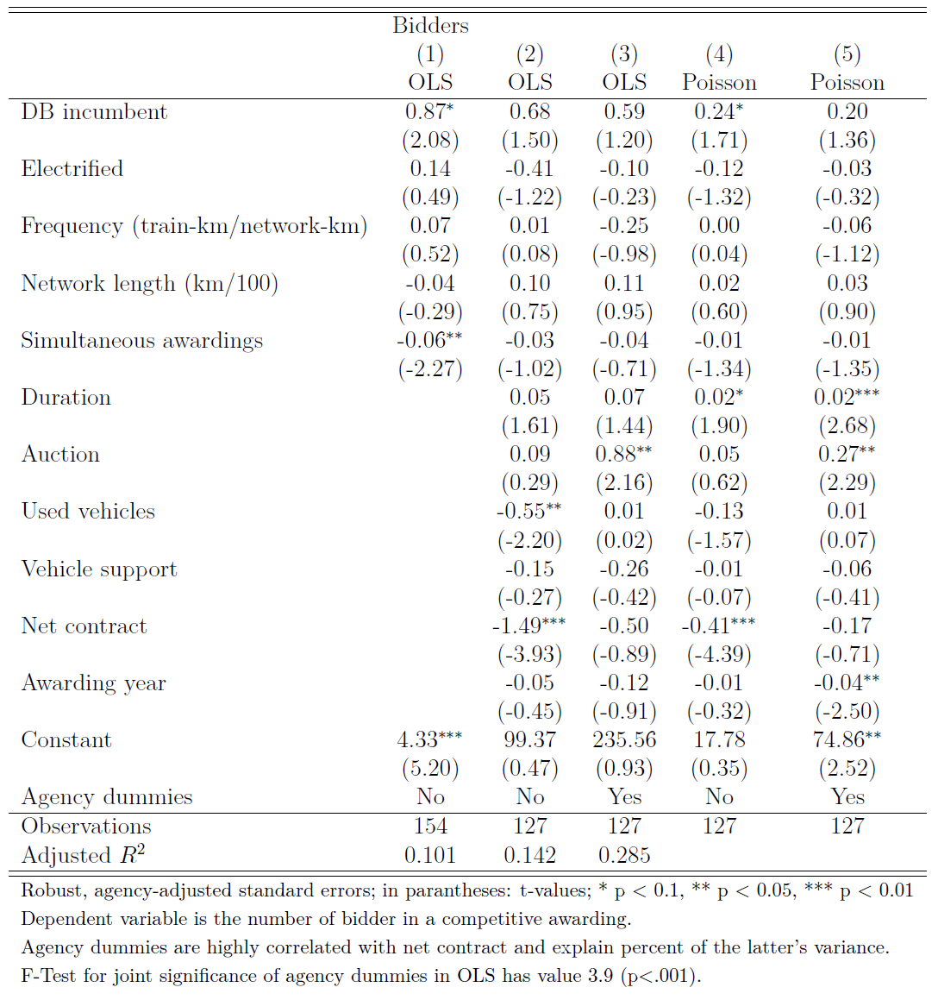 Bidders
(1) (2) (3) (4) (5)
OLS OLS OLS Poisson Poisson
DB incumbent 0.87* 0.68 0.59 0.24* 0.20
(2.08) (1.50) (1.20) (1.71) (1.36)
Electrified 0.14 -0.41 -0.10 -0.12 -0.03
(0.49) (-1.22) (-0.23) (-1.32) (-0.32)
Frequency (train-km/network-km) 0.07 0.01 -0.25 0.00 -0.06
(0.52) (0.08) (-0.98) (0.04) (-1.12)
Network length (km/100) -0.04 0.10 0.11 0.02 0.03
(-0.29) (0.75) (0.95) (0.60) (0.90)
Simultaneous awardings -0.06** -0.03 -0.04 -0.01 -0.01
(-2.27) (-1.02) (-0.71) (-1.34) (-1.35)
Duration 0.05 0.07 0.02* 0.02***
(1.61) (1.44) (1.90) (2.68)
Auction 0.09 0.88** 0.05 0.27**
(0.29) (2.16) (0.62) (2.29)
Used vehicles -0.55** 0.01 -0.13 0.01
(-2.20) (0.02) (-1.57) (0.07)
Vehicle support -0.15 -0.26 -0.01 -0.06
(-0.27) (-0.42) (-0.07) (-0.41)
Net contract -1.49*** -0.50 -0.41*** -0.17
(-3.93) (-0.89) (-4.39) (-0.71)
Awarding year -0.05 -0.12 -0.01 -0.04**
(-0.45) (-0.91) (-0.32) (-2.50)
Constant 4.33*** 99.37 235.56 17.78 74.86**
(5.20) (0.47) (0.93) (0.35) (2.52)
Agency dummies No No Yes No Yes
Observations 154 127 127 127 127
Adjusted R² 0.101 0.142 0.285
Robust, agency-adjusted standard errors; in parantheses: t-values; * p < 0.1, ** p < 0.05, *** p < 0.01
Dependent variable is the number of bidder in a competitive awarding.
Agency dummies are highly correlated with net contract and explain percent of the latter's variance.
F-Test for joint significance of agency dummies in OLS has value 3.9 (p<.001).